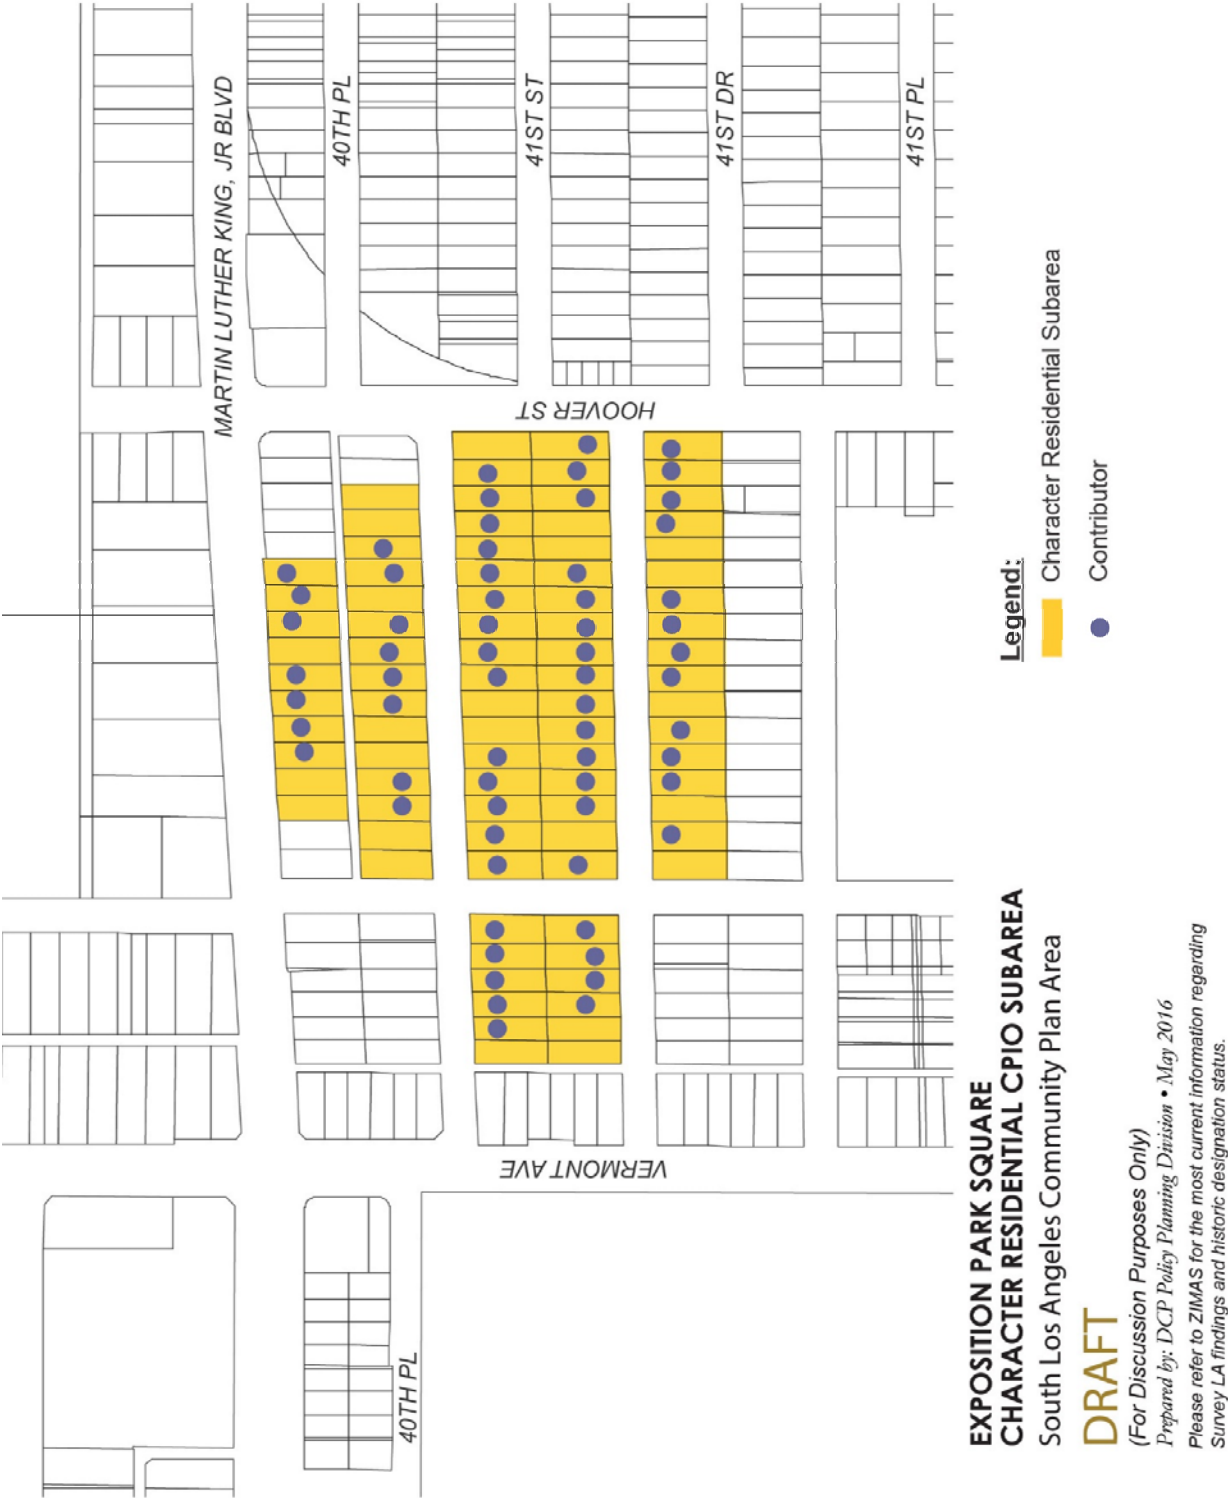 MARTIN LUTHER KING, JR BLVD
40TH PL
41ST ST
41ST DR
41ST PL
HOOVER ST
VERMONT AVE
40TH PL
Legend:
Character Residential Subarea
Contributor
EXPOSITION PARK SQUARE
CHARACTER RESIDENTIAL CPIO SUBAREA
South Los Angeles Community Plan Area
DRAFT
(For Discussion Purposes Only)
Prepared by: DCP Policy Planning Division • May 2016
Please refer to ZIMAS for the most current information regarding
Survey LA findings and historic designation status.